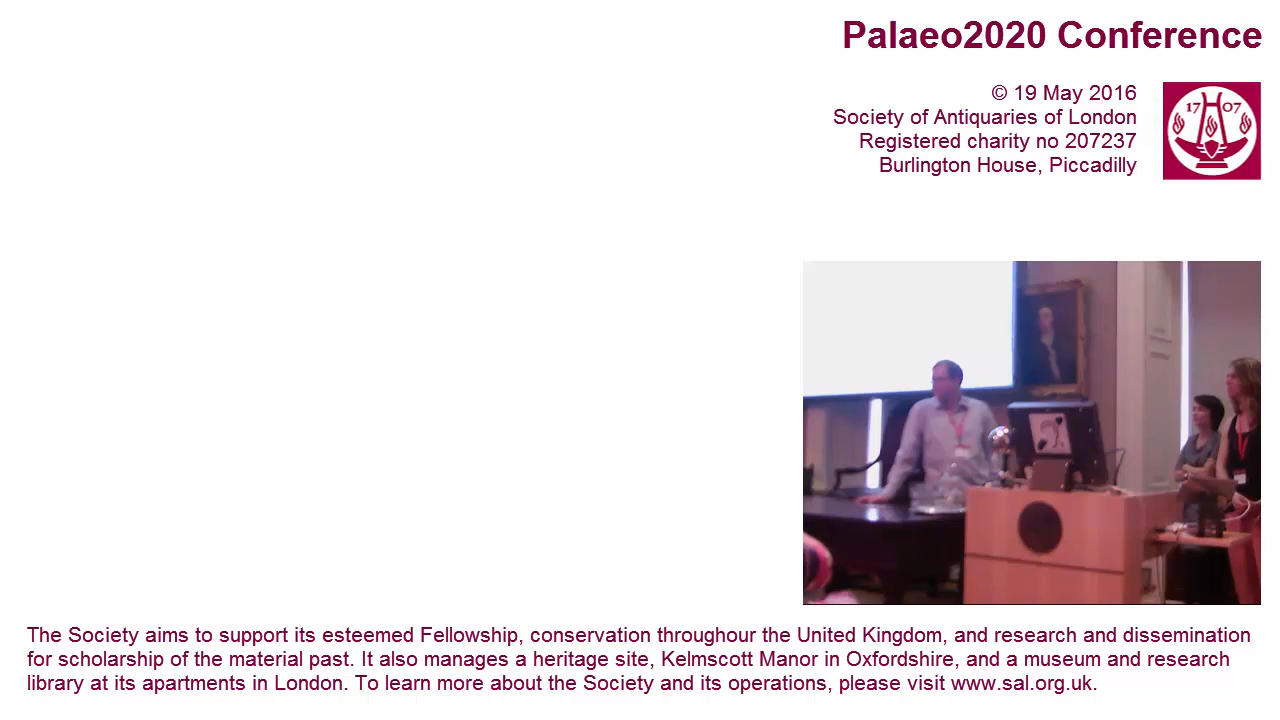 Palaeo2020 Conference
© 19 May 2016
Society of Antiquaries of London
Registered charity no 207237
Burlington House, Piccadilly
17 07
The Society aims to support its esteemed Fellowship, conservation throughour the United Kingdom, and research and dissemination
for scholarship of the material past. It also manages a heritage site, Kelmscott Manor in Oxfordshire, and a museum and research
library at its apartments in London. To learn more about the Society and its operations, please visit www.sal.org.uk.